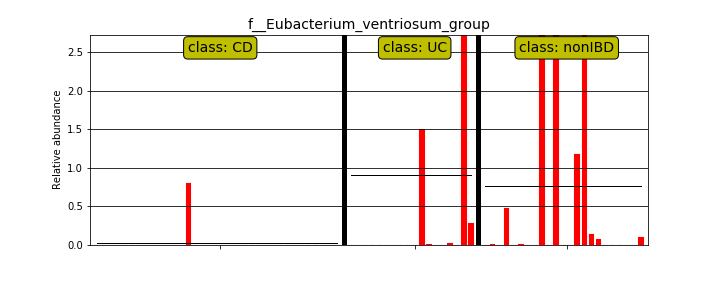 f__Eubacterium_ventriosum_group
class: CD
class: UC
class: nonIBD
Relative abundance
2.5
2.0
1.5
1.0
0.5
0.0